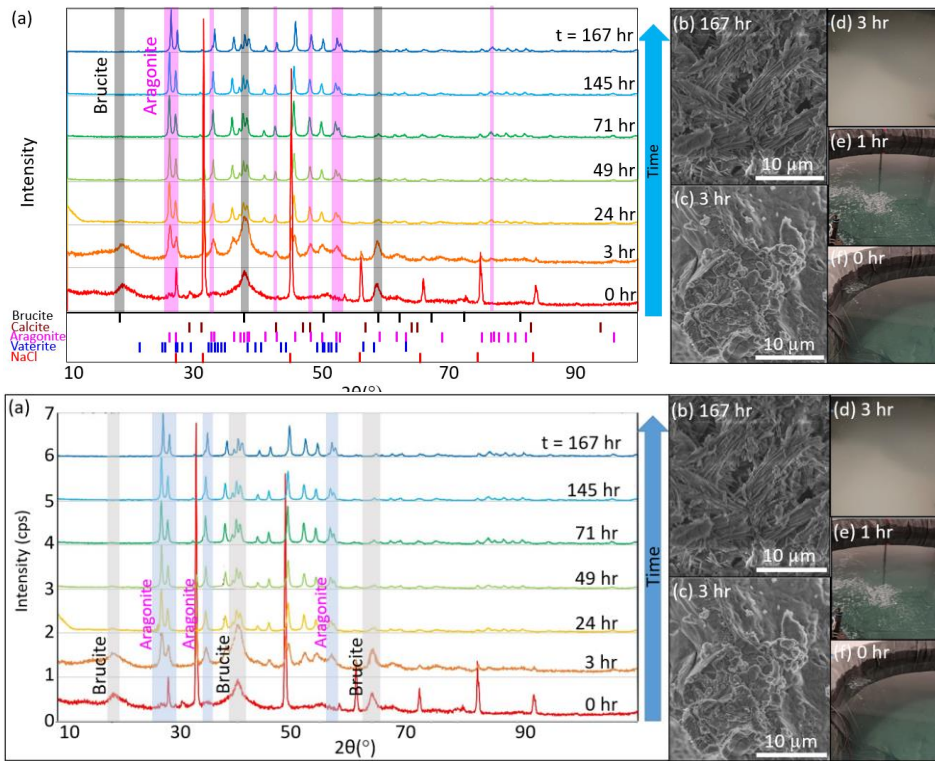 (a)
t = 167 hr
145 hr
71 hr
49 hr
24 hr
3 hr
0 hr
Brucite
Aragonite
Intensity
Time
Brucite
Calcite
Aragonite
Vaterite
NaCl
10 30 50 70 90
2θ(°)
(b) 167 hr
10 μm
(c) 3 hr
10 μm
(d) 3 hr
(e) 1 hr
(f) 0 hr
(a)
7
6
5
4
3
2
1
0
t = 167 hr
145 hr
71 hr
49 hr
24 hr
3 hr
0 hr
Intensity (cps)
Brucite
Aragonite
Aragonite
Brucite
Aragonite
Brucite
Time
10 30 50 70 90
2θ(°)
(b) 167 hr
10 μm
(c) 3 hr
10 μm
(d) 3 hr
(e) 1 hr
(f) 0 hr